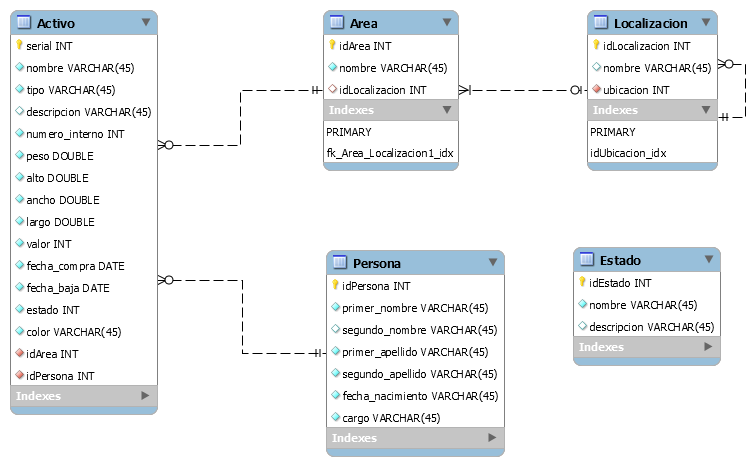 Activo
serial INT
nombre VARCHAR(45)
tipo VARCHAR(45)
descripcion VARCHAR(45)
numero_interno INT
peso DOUBLE
alto DOUBLE
ancho DOUBLE
largo DOUBLE
valor INT
fecha_compra DATE
fecha_baja DATE
estado INT
color VARCHAR(45)
idArea INT
idPersona INT
Indexes
Area
idArea INT
nombre VARCHAR(45)
idLocalizacion INT
Indexes
PRIMARY
fk_Area_Localizacion1_idx
Localizacion
idLocalizacion INT
nombre VARCHAR(45)
ubicacion INT
Indexes
PRIMARY
idUbicacion_idx
Persona
idPersona INT
primer_nombre VARCHAR(45)
segundo_nombre VARCHAR(45)
primer_apellido VARCHAR(45)
segundo_apellido VARCHAR(45)
fecha_nacimiento VARCHAR(45)
cargo VARCHAR(45)
Indexes
Estado
idEstado INT
nombre VARCHAR(45)
descripcion VARCHAR(45)
Indexes